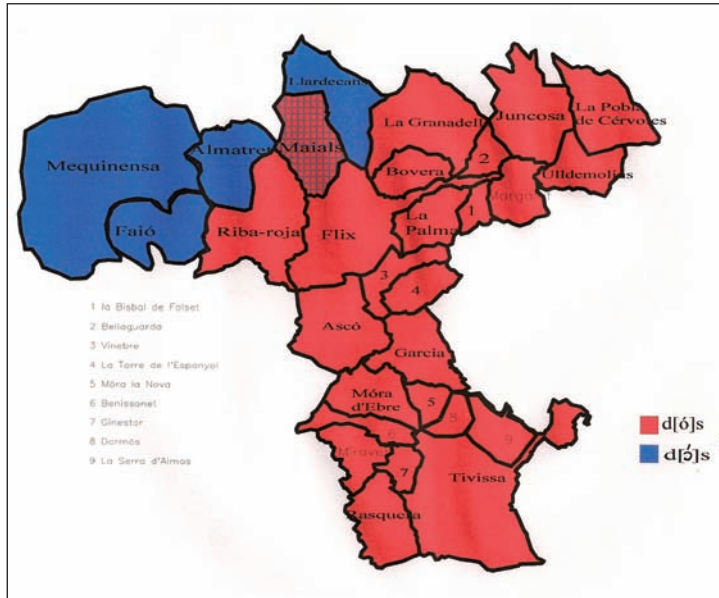 Llardecans
La Granadella
Juncosa
La Pobla
de Cérvoles
Almatret
Maials
Mequinensa
2
Bovera
Ulldemolins
Margalef
La
Palma
1
Faió
Riba-roja
Flix
3
4
1 la Bisbal de Falset
2 Bellaguarda
3 Vinebre
4 La Torre de l'Espanyol
5 Móra la Nova
6 Benissanet
7 Ginestar
8 Darmós
9 La Serra d'Almos
Ascó
Garcia
Móra
d'Ebre
5
8
6
9
Miravet
7
Tivissa
Rasquera
d[ó]s
d[ɔ́]s